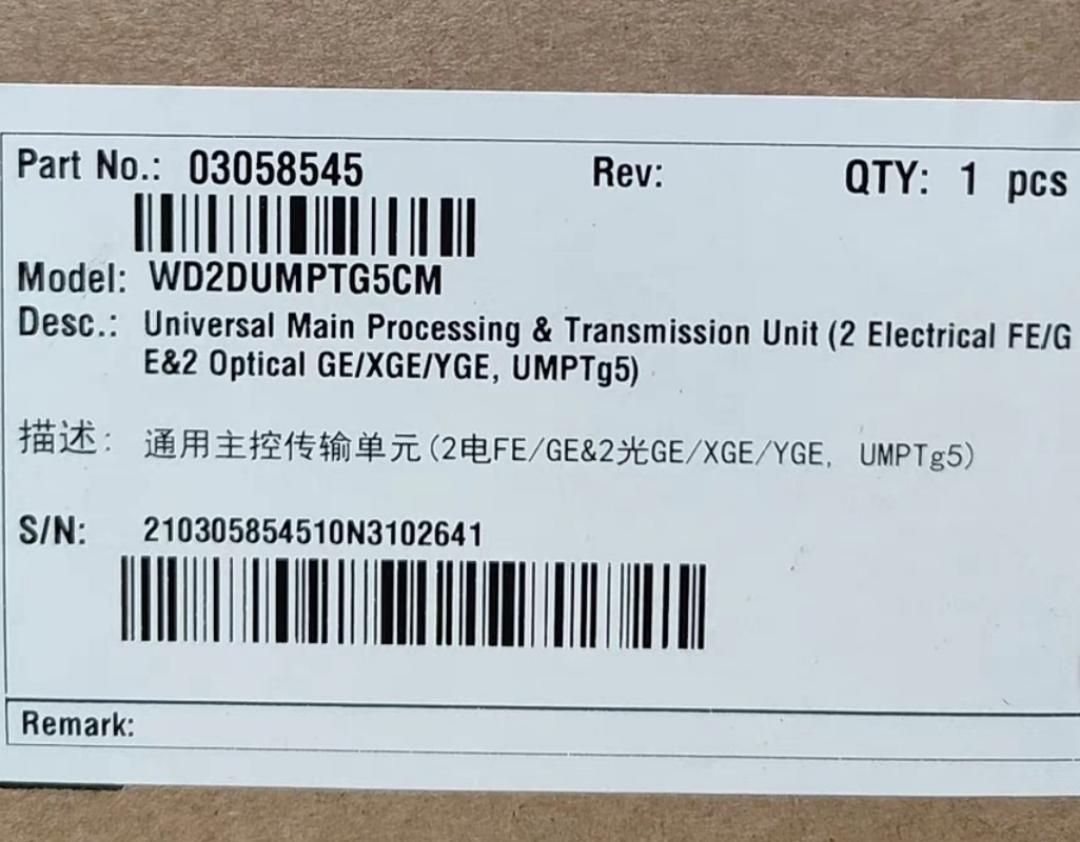 Part No.: 03058545 Rev: QTY: 1 pcs
Model: WD2DUMPTG5CM
Desc.: Universal Main Processing & Transmission Unit (2 Electrical FE/G
E&2 Optical GE/XGE/YGE, UMPTg5)
描述: 通用主控传输单元(2电FE/GE&2光GE/XGE/YGE, UMPTg5)
S/N: 210305854510N3102641
Remark: